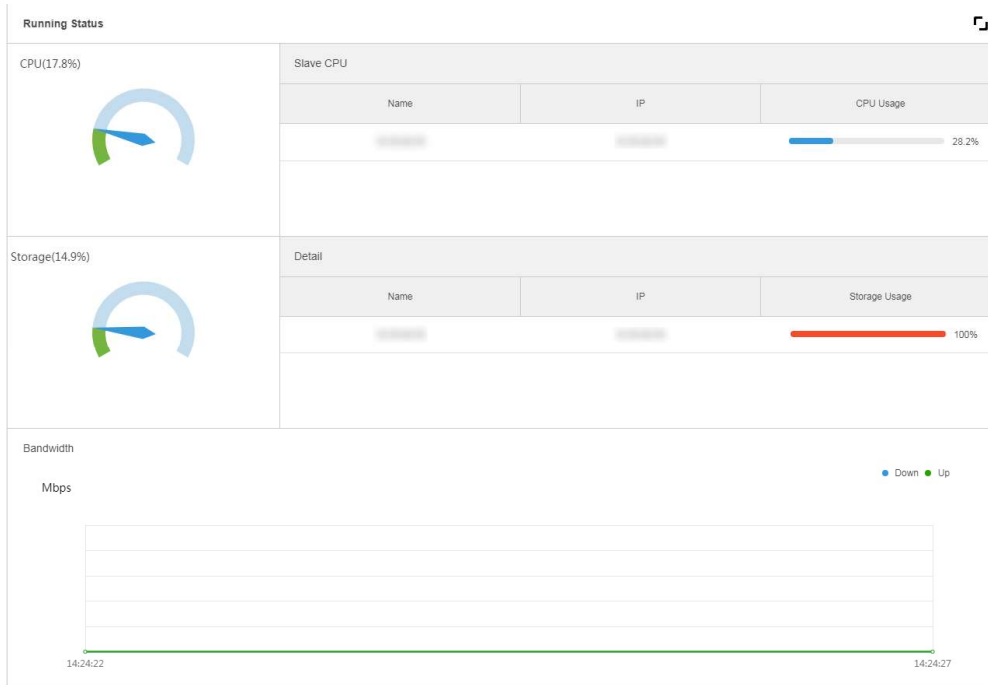 Running Status
CPU(17.8%)
Slave CPU
Name IP CPU Usage
28.2%
Storage(14.9%)
Detail
Name IP Storage Usage
100%
Bandwidth
Down Up
Mbps
14:24:22 14:24:27